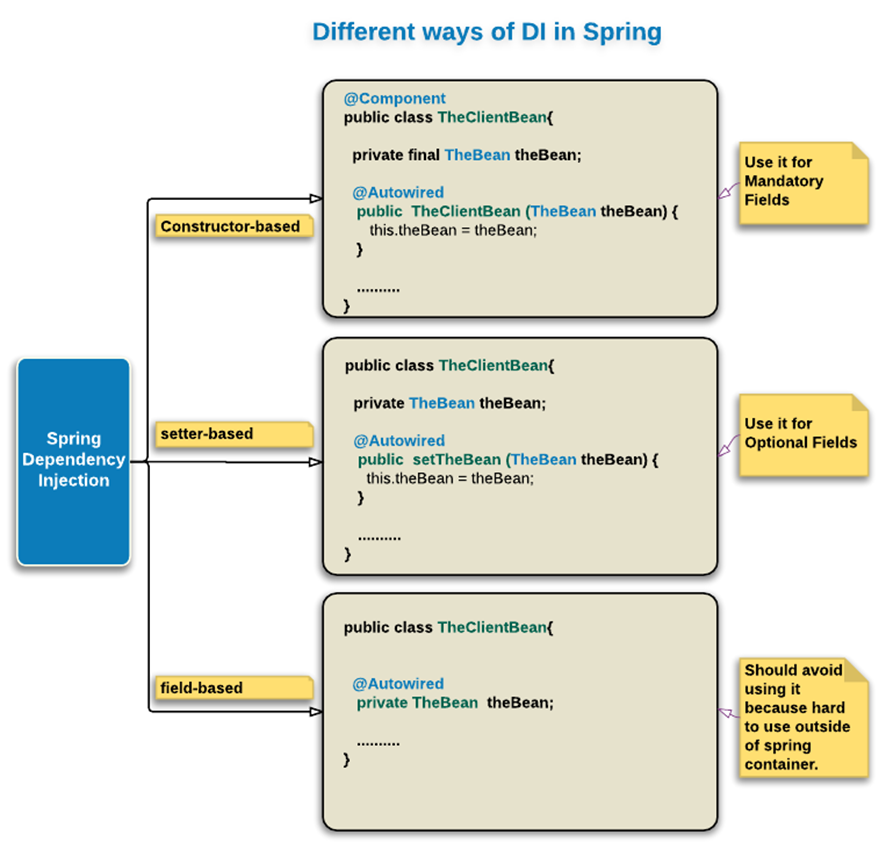 Different ways of DI in Spring
@Component
public class TheClientBean{
private final TheBean theBean;
@Autowired
public TheClientBean (TheBean theBean) {
this.theBean = theBean;
}
..........
}
Use it for
Mandatory
Fields
Constructor-based
public class TheClientBean{
private TheBean theBean;
@Autowired
public setTheBean (TheBean theBean) {
this.theBean = theBean;
}
..........
}
Use it for
Optional Fields
setter-based
Spring
Dependency
Injection
public class TheClientBean{
@Autowired
private TheBean theBean;
..........
}
Should avoid
using it
because hard
to use outside
of spring
container.
field-based